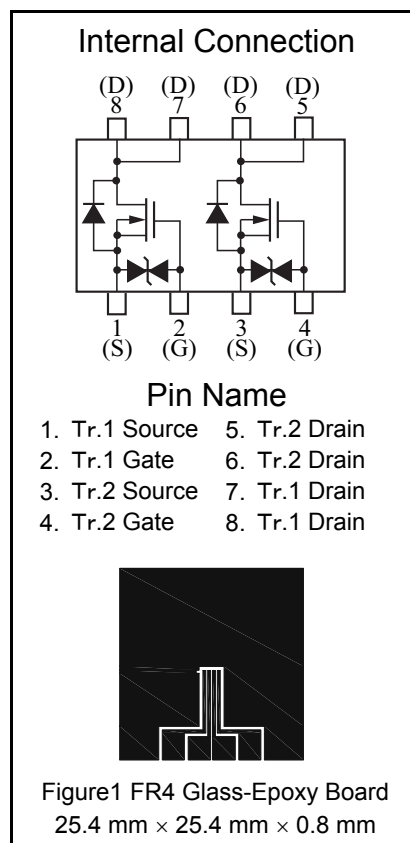 Internal Connection
(D) (D) (D) (D)
8 7 6 5
1 2 3 4
(S) (G) (S) (G)
Pin Name
1. Tr.1 Source 5. Tr.2 Drain
2. Tr.1 Gate 6. Tr.2 Drain
3. Tr.2 Source 7. Tr.1 Drain
4. Tr.2 Gate 8. Tr.1 Drain
Figure1 FR4 Glass-Epoxy Board
25.4 mm × 25.4 mm × 0.8 mm